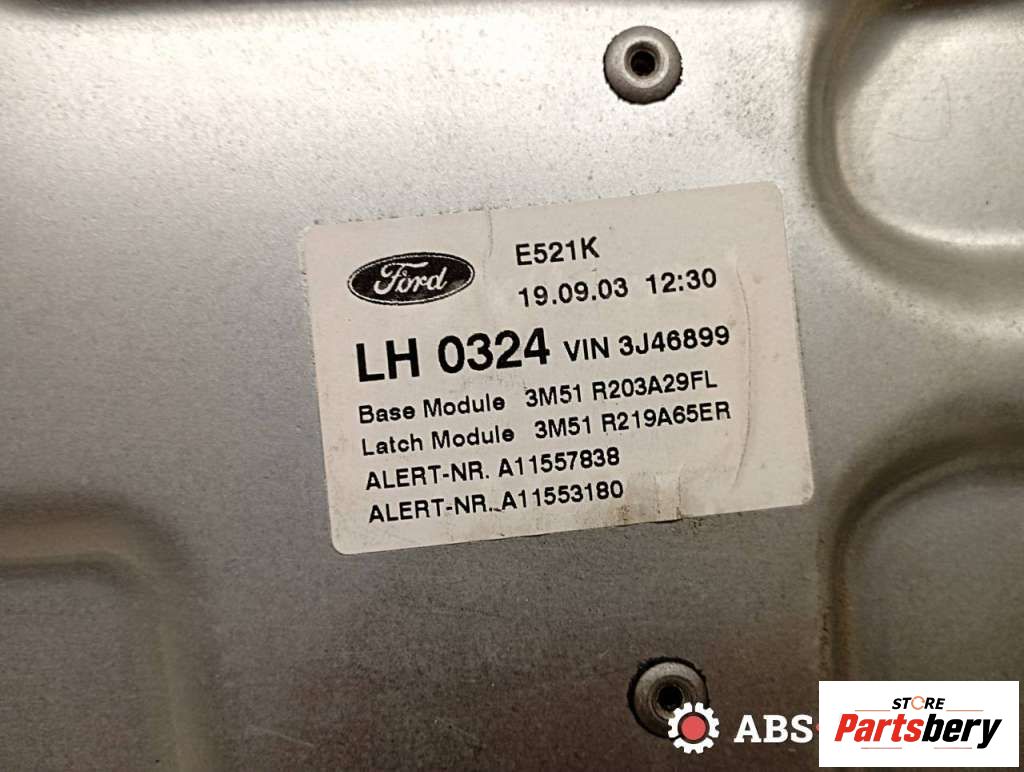 Ford
E521K
19.09.03 12:30
LH 0324 VIN 3J46899
Base Module 3M51 R203A29FL
Latch Module 3M51 R219A65ER
ALERT-NR. A11557838
ALERT-NR. A11553180
ABS
STORE
Partsbery